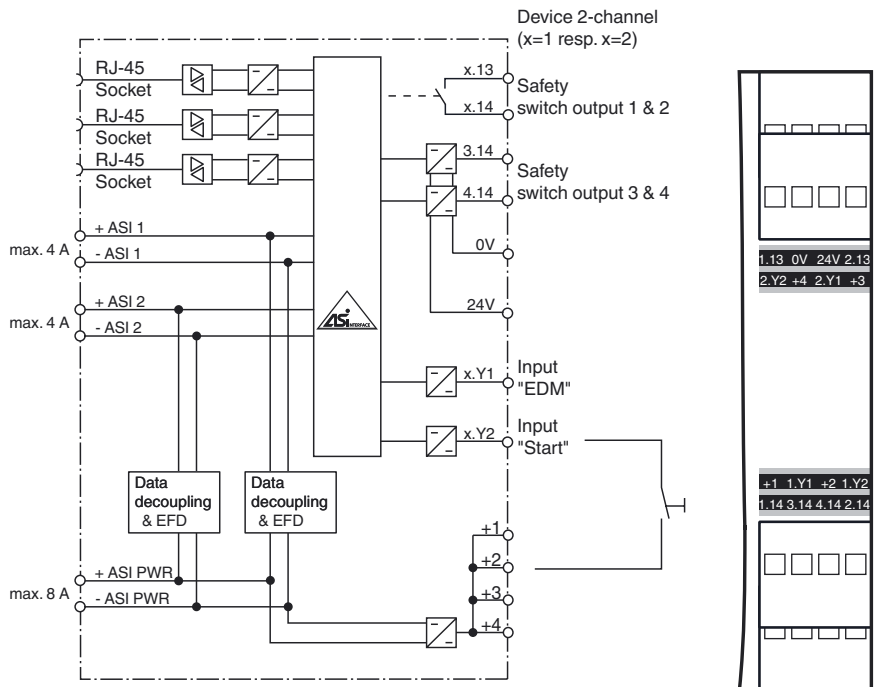 Device 2-channel
(x=1 resp. x=2)
RJ-45
Socket
RJ-45
Socket
RJ-45
Socket
x.13
x.14
Safety
switch output 1 & 2
3.14
4.14
Safety
switch output 3 & 4
0V
24V
max. 4 A
+ ASI 1
- ASI 1
max. 4 A
+ ASI 2
- ASI 2
ASi INTERFACE
x.Y1
Input
"EDM"
x.Y2
Input
"Start"
Data
decoupling
& EFD
Data
decoupling
& EFD
max. 8 A
+ ASI PWR
- ASI PWR
+1
+2
+3
+4
1.13 0V 24V 2.13
2.Y2 +4 2.Y1 +3
+1 1.Y1 +2 1.Y2
1.14 3.14 4.14 2.14